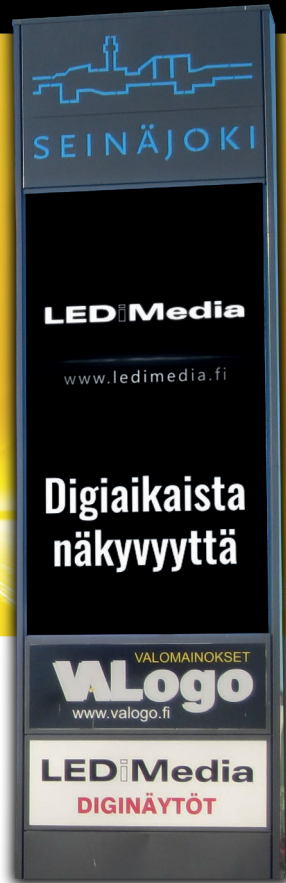 SEINÄJOKI
LEDiMedia
www.ledimedia.fi
Digiaikaista
näkyvyyttä
VALOMAINOKSET
VALogo
www.valogo.fi
LEDiMedia
DIGINÄYTÖT